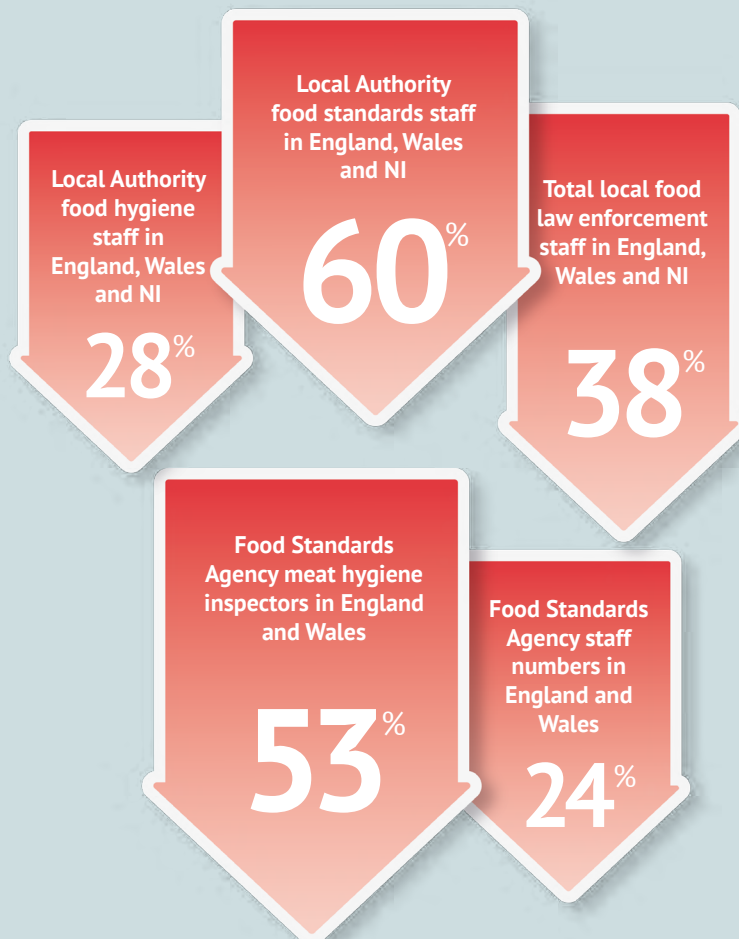 Local Authority
food standards staff
in England, Wales
and NI
60%
Local Authority
food hygiene
staff in
England, Wales
and NI
28%
Total local food
law enforcement
staff in England,
Wales and NI
38%
Food Standards
Agency meat hygiene
inspectors in England
and Wales
53%
Food Standards
Agency staff
numbers in
England and
Wales
24%